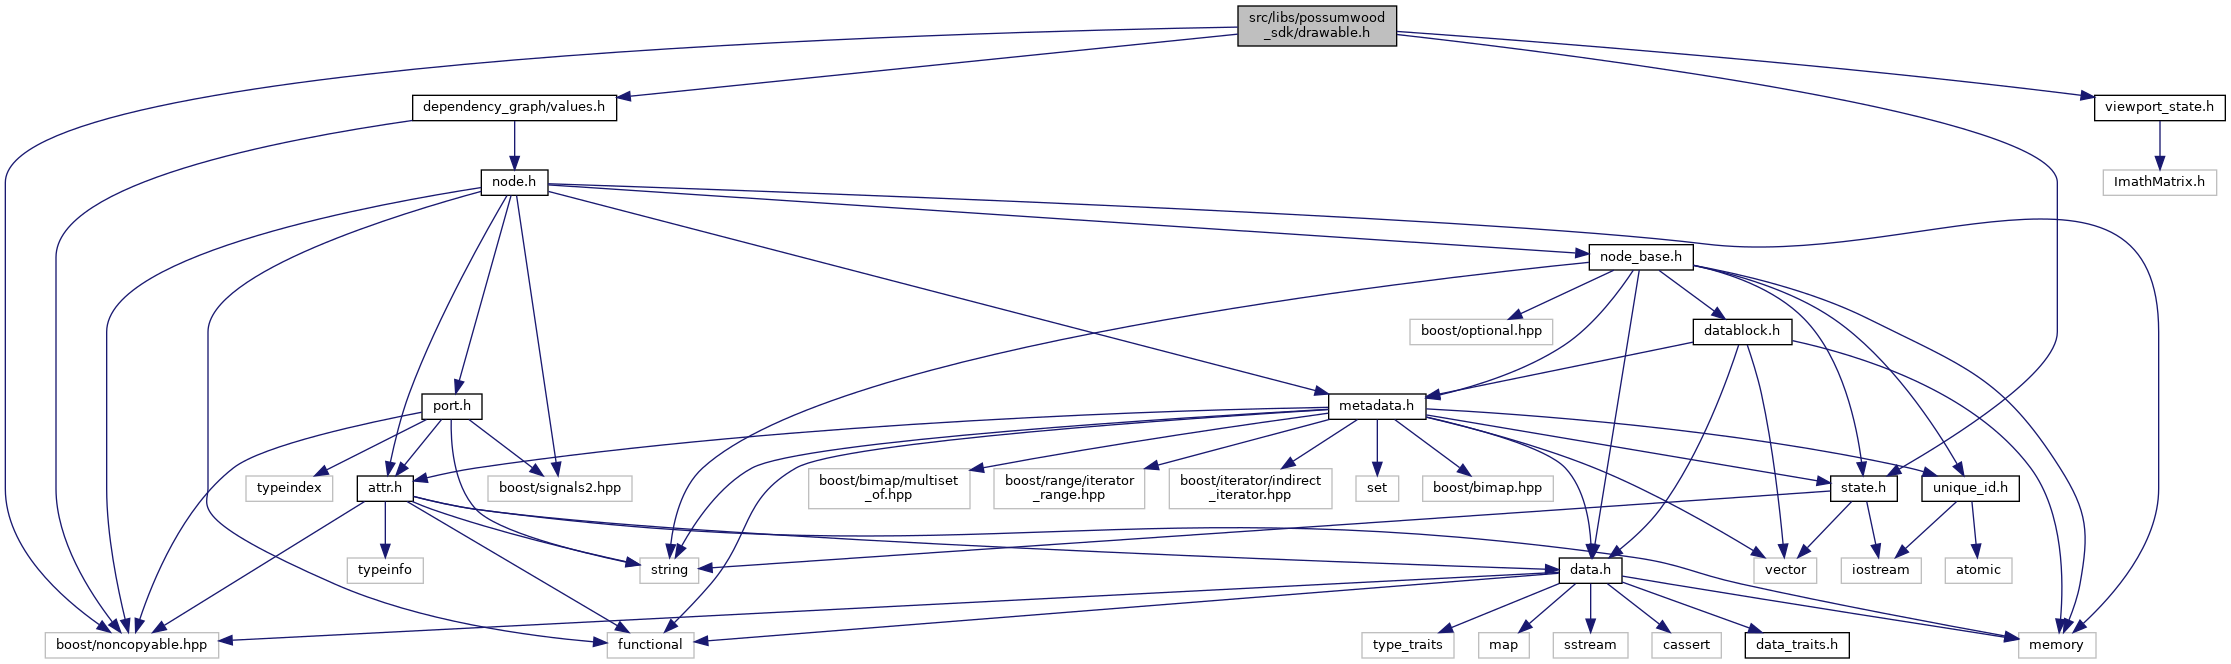 src/libs/possumwood
_sdk/drawable.h
dependency_graph/values.h
viewport_state.h
node.h
ImathMatrix.h
node_base.h
boost/optional.hpp
datablock.h
port.h
metadata.h
typeindex
attr.h
boost/signals2.hpp
boost/bimap/multiset
_of.hpp
boost/range/iterator
_range.hpp
boost/iterator/indirect
_iterator.hpp
set
boost/bimap.hpp
state.h
unique_id.h
typeinfo
string
data.h
vector
iostream
atomic
boost/noncopyable.hpp
functional
type_traits
map
sstream
cassert
data_traits.h
memory